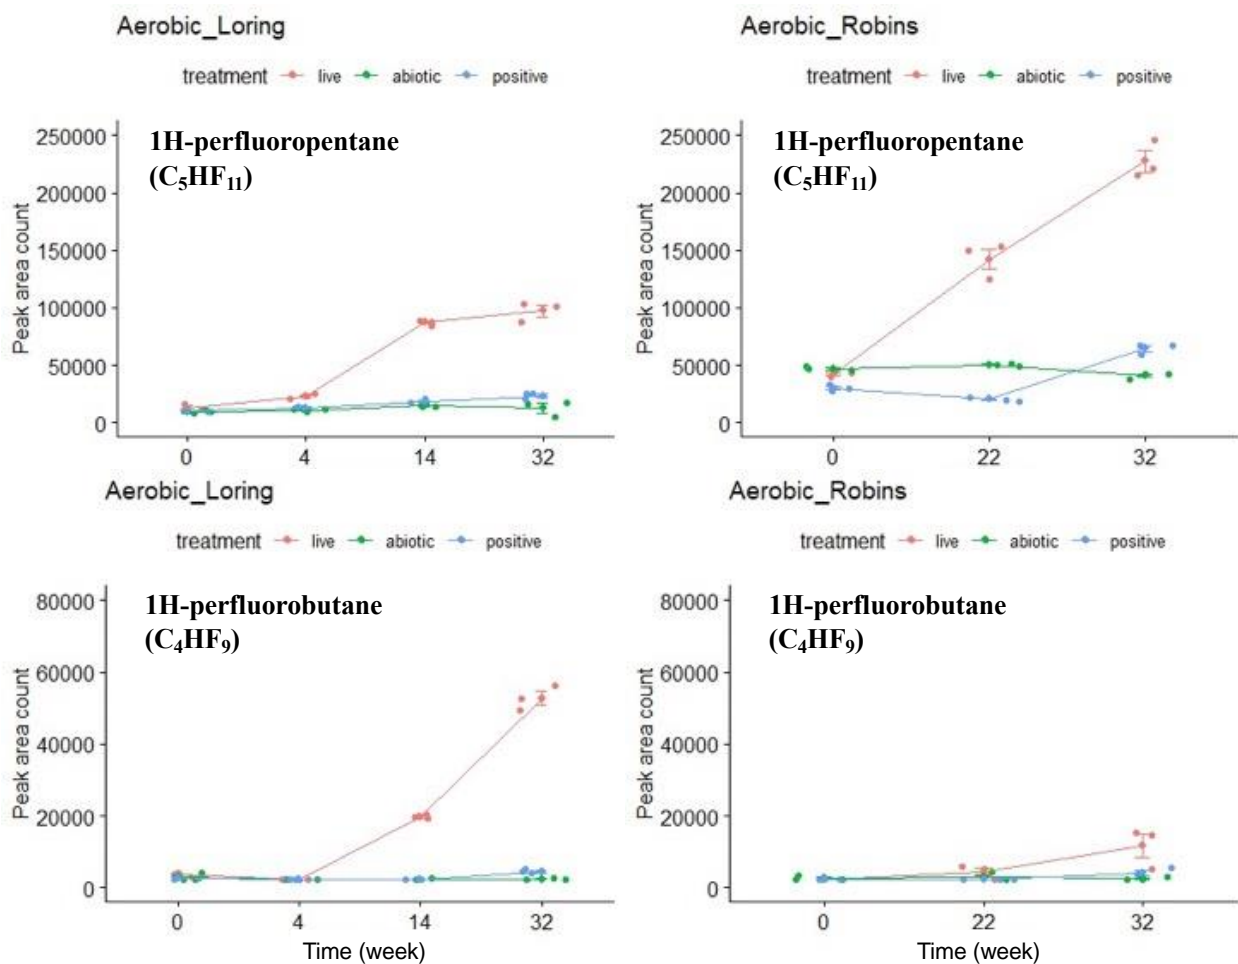 Aerobic_Loring
treatment live abiotic positive
1H-perfluoropentane
(C₅HF₁₁)
Peak area count
250000
200000
150000
100000
50000
0
0 4 14 32
Aerobic_Robins
treatment live abiotic positive
1H-perfluoropentane
(C₅HF₁₁)
Peak area count
250000
200000
150000
100000
50000
0
0 22 32
Aerobic_Loring
treatment live abiotic positive
1H-perfluorobutane
(C₄HF₉)
Peak area count
80000
60000
40000
20000
0
0 4 14 32
Time (week)
Aerobic_Robins
treatment live abiotic positive
1H-perfluorobutane
(C₄HF₉)
Peak area count
80000
60000
40000
20000
0
0 22 32
Time (week)